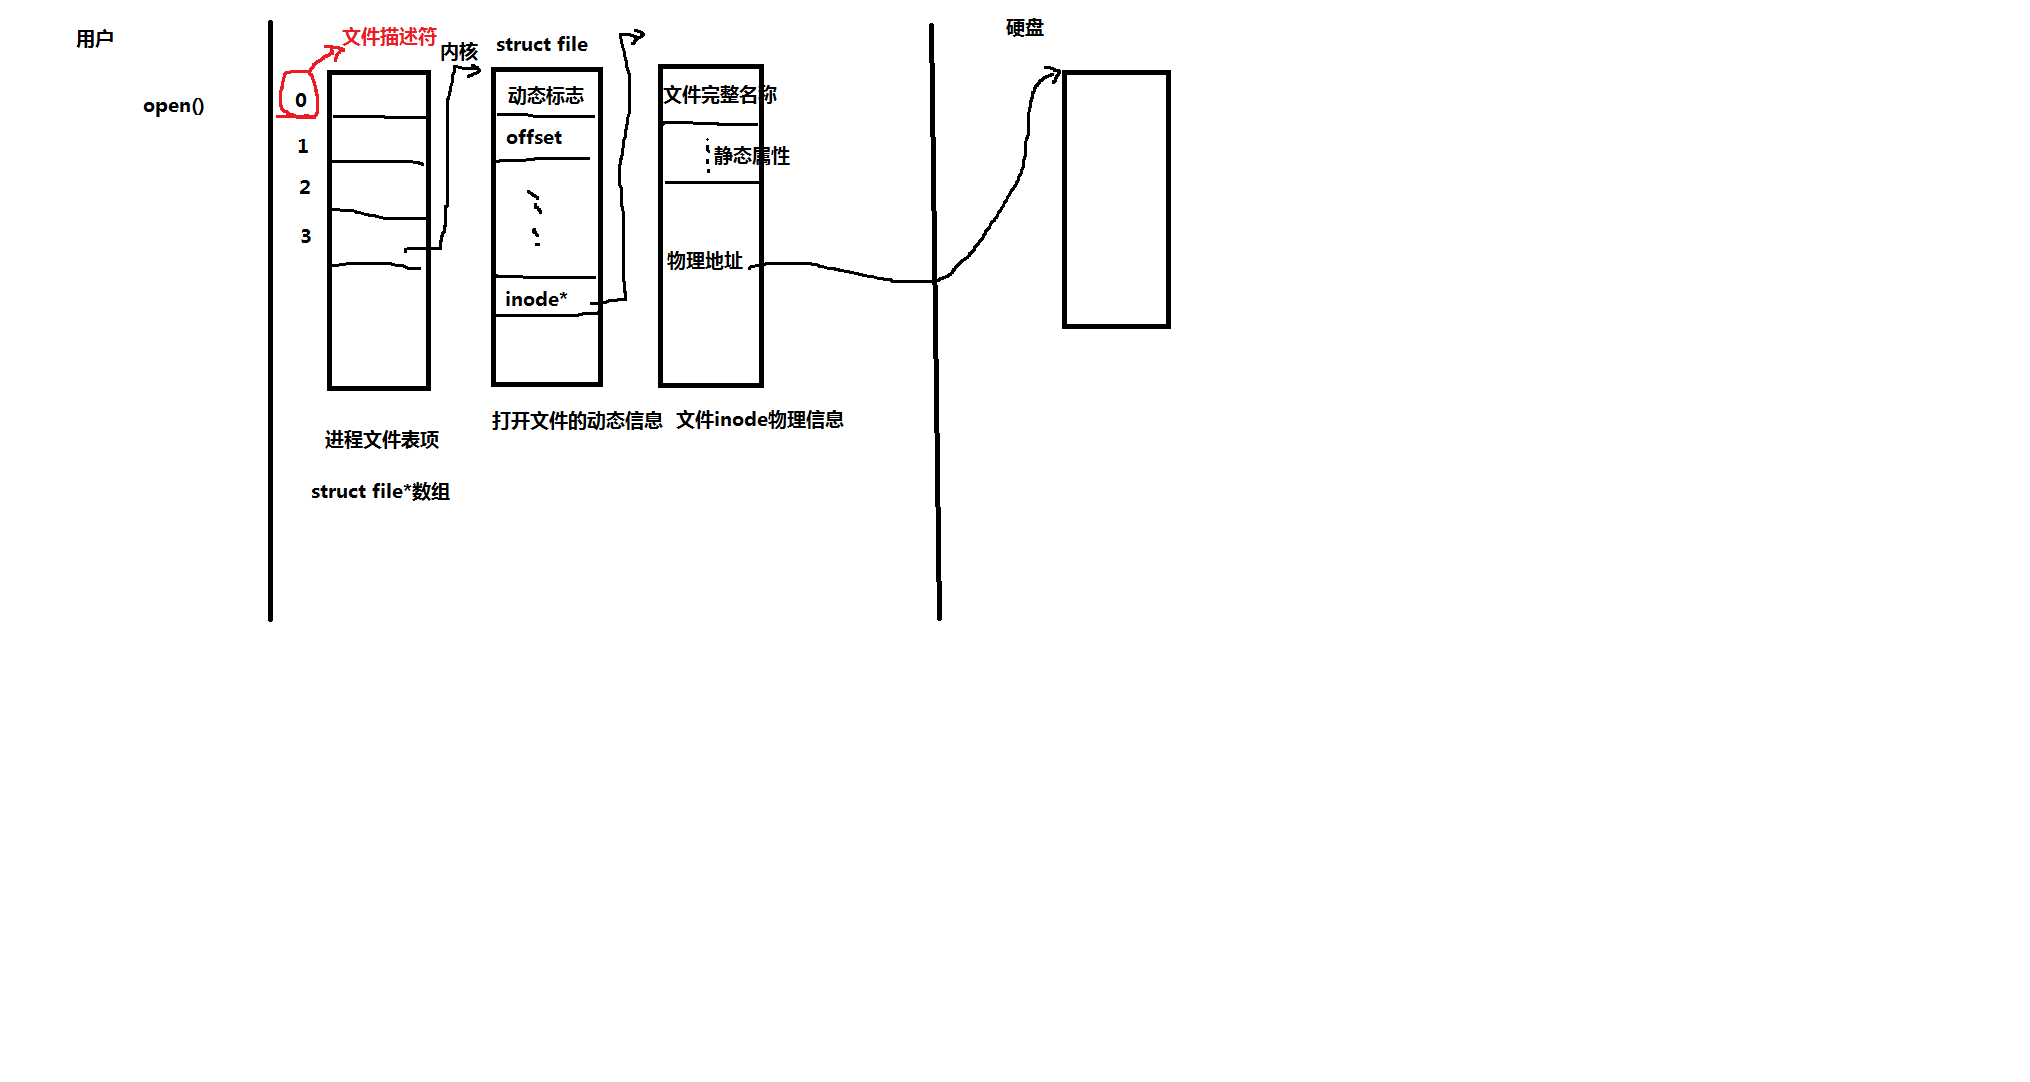 用户
open()
文件描述符
内核
0
1
2
3
进程文件表项
struct file*数组
struct file
动态标志
offset
inode*
打开文件的动态信息
文件完整名称
静态属性
物理地址
文件inode物理信息
硬盘